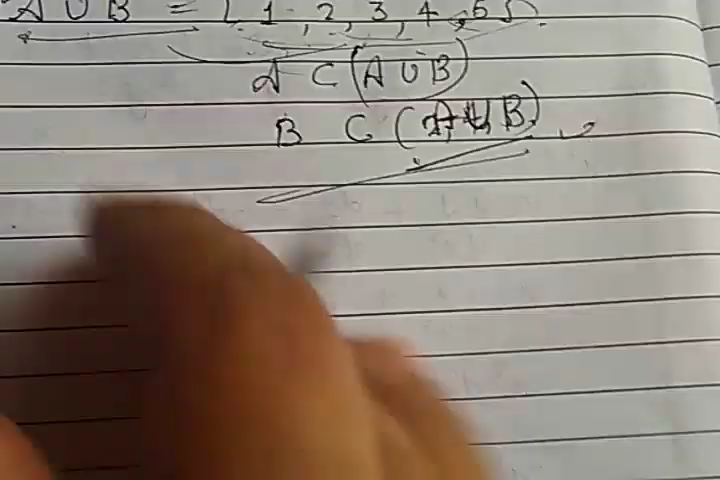 A ∪ B = { 1, 2, 3, 4, 5 }
A ⊂ (A ∪ B)
B ⊂ (A ∪ B)